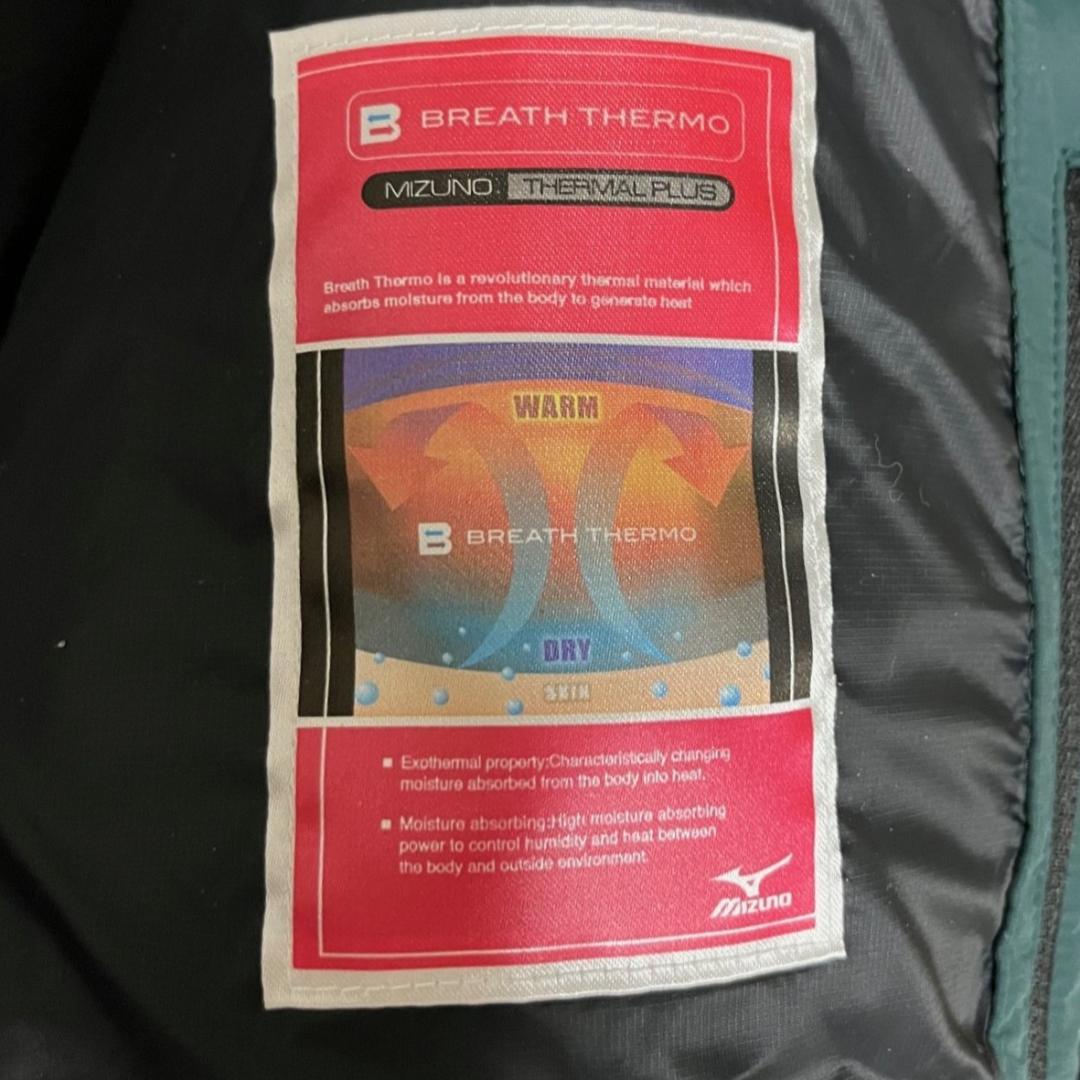 B BREATH THERMO
MIZUNO THERMAL PLUS
Breath Thermo is a revolutionary thermal material which
absorbs moisture from the body to generate heat
WARM
B BREATH THERMO
DRY
SKIN
■ Exothermal property:Characteristically changing
moisture absorbed from the body into heat.
■ Moisture absorbing:High moisture absorbing
power to control humidity and heat between
the body and outside environment.
MIZUNO